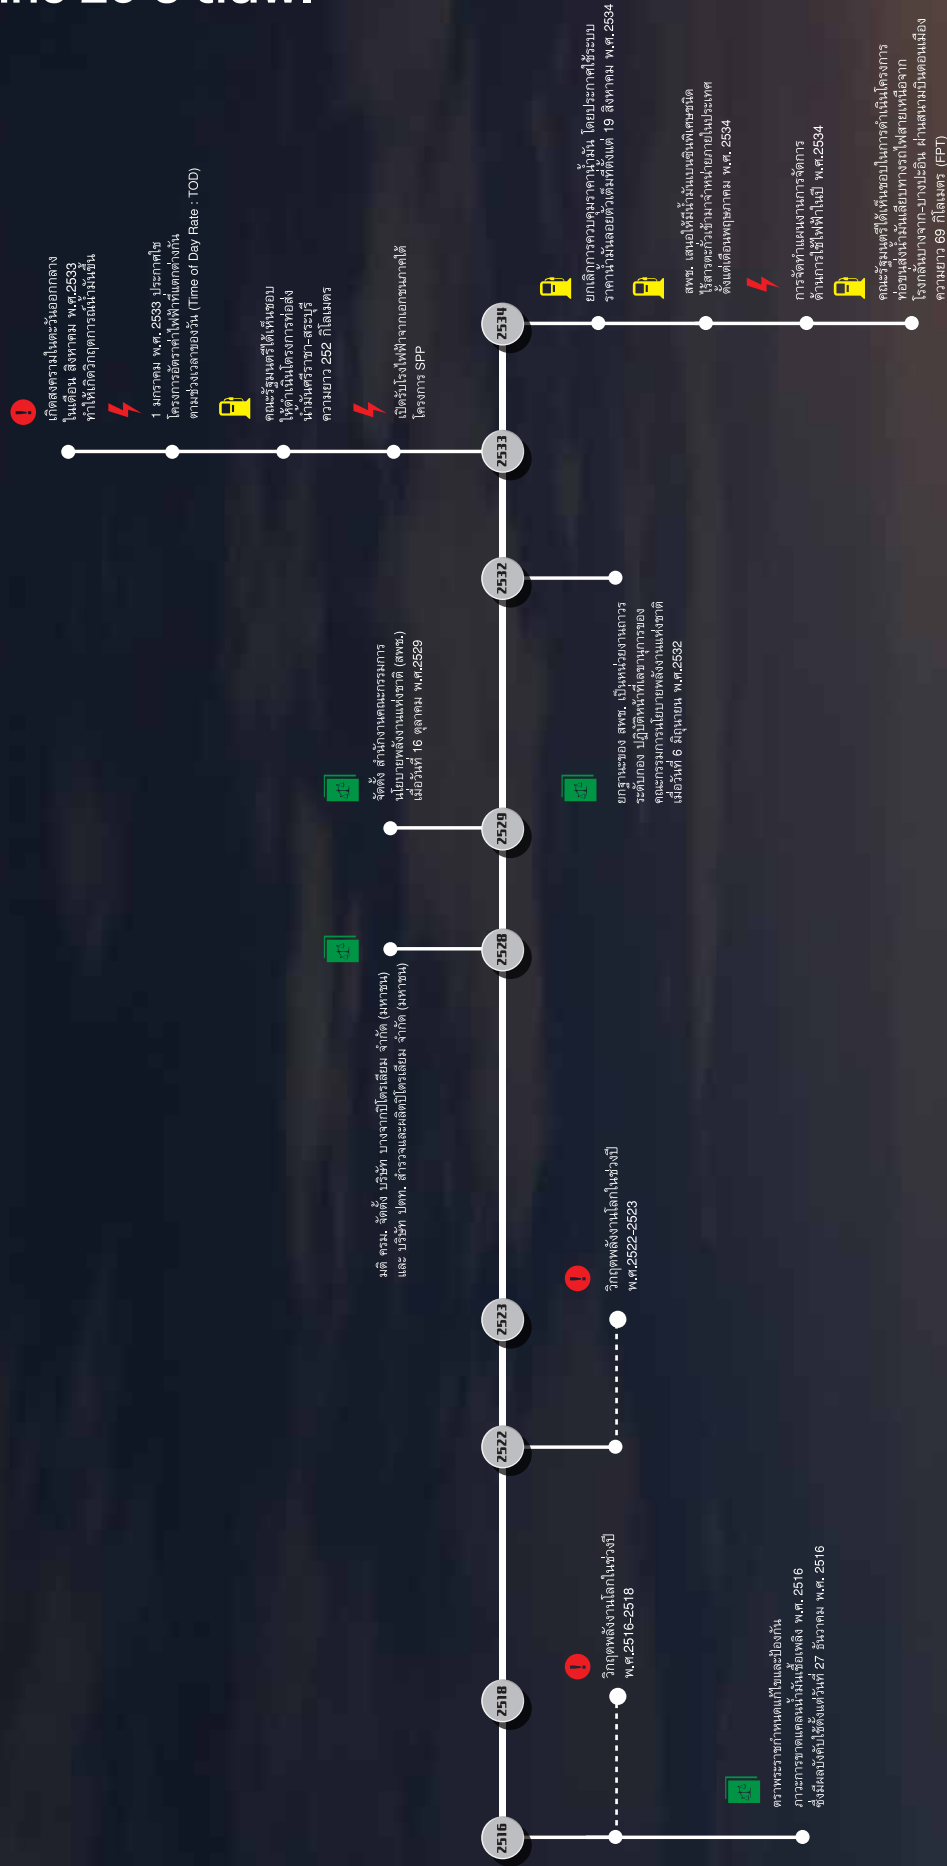 2516
วิกฤตพลังงานโลกในช่วงปี
พ.ศ.2516-2518
ตราพระราชกำหนดแก้ไขและป้องกัน
ภาวะการขาดแคลนน้ำมันเชื้อเพลิง พ.ศ. 2516
ซึ่งมีผลบังคับใช้ตั้งแต่วันที่ 27 ธันวาคม พ.ศ. 2516
2518
2522
วิกฤตพลังงานโลกในช่วงปี
พ.ศ.2522-2523
2523
2528
มติ ครม. จัดตั้ง บริษัท บางจากปิโตรเลียม จำกัด (มหาชน)
และ บริษัท ปตท. สำรวจและผลิตปิโตรเลียม จำกัด (มหาชน)
2529
จัดตั้ง สำนักงานคณะกรรมการ
นโยบายพลังงานแห่งชาติ (สพช.)
เมื่อวันที่ 16 ตุลาคม พ.ศ.2529
2532
ยกฐานะของ สพช. เป็นหน่วยงานถาวร
ระดับกอง ปฏิบัติหน้าที่เลขานุการของ
คณะกรรมการนโยบายพลังงานแห่งชาติ
เมื่อวันที่ 6 มิถุนายน พ.ศ.2532
2533
เกิดสงครามในตะวันออกกลาง
ในเดือน สิงหาคม พ.ศ.2533
ทำให้เกิดวิกฤตการณ์น้ำมันขึ้น
1 มกราคม พ.ศ. 2533 ประกาศใช้
โครงการอัตราค่าไฟฟ้าที่แตกต่างกัน
ตามช่วงเวลาของวัน (Time of Day Rate : TOD)
คณะรัฐมนตรีได้เห็นชอบ
ให้ดำเนินโครงการท่อส่ง
น้ำมันศรีราชา-สระบุรี
ความยาว 252 กิโลเมตร
เปิดรับโรงไฟฟ้าจากเอกชนภาคใต้
โครงการ SPP
2534
ยกเลิกการควบคุมราคาน้ำมัน โดยประกาศใช้ระบบ
ราคาน้ำมันลอยตัวเต็มที่ตั้งแต่ 19 สิงหาคม พ.ศ.2534
สพช. เสนอให้มีน้ำมันเบนซินพิเศษชนิด
ไร้สารตะกั่วเข้ามาจำหน่ายภายในประเทศ
ตั้งแต่เดือนพฤษภาคม พ.ศ. 2534
การจัดทำแผนงานการจัดการ
ด้านการใช้ไฟฟ้าในปี พ.ศ.2534
คณะรัฐมนตรีได้เห็นชอบในการดำเนินโครงการ
ท่อขนส่งน้ำมันเลียบทางรถไฟสายเหนือจาก
โรงกลั่นบางจาก-บางปะอิน ผ่านสนามบินดอนเมือง
ความยาว 69 กิโลเมตร (FPT)